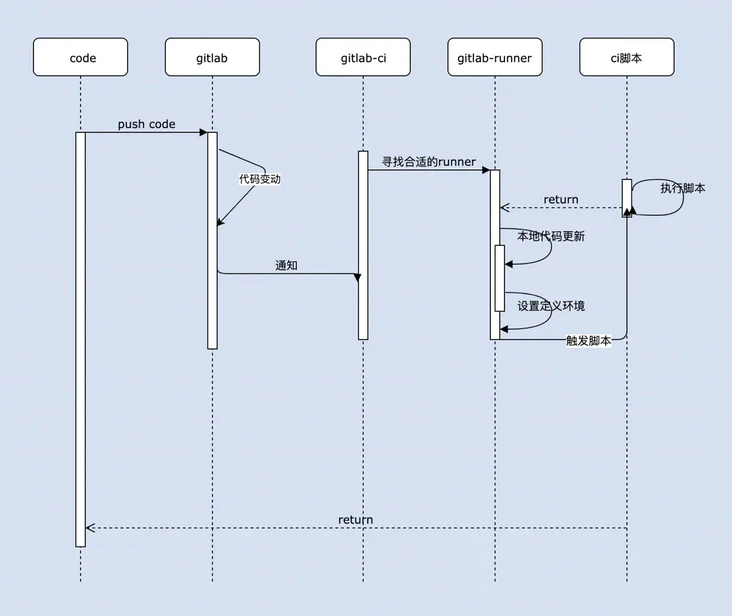 code
gitlab
gitlab-ci
gitlab-runner
ci脚本
push code
寻找合适的runner
代码变动
执行脚本
return
本地代码更新
通知
设置定义环境
触发脚本
return